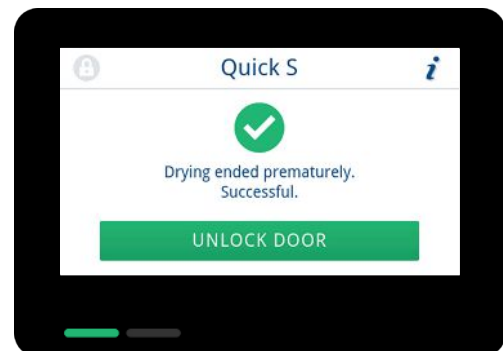 Quick S
i
Drying ended prematurely.
Successful.
UNLOCK DOOR